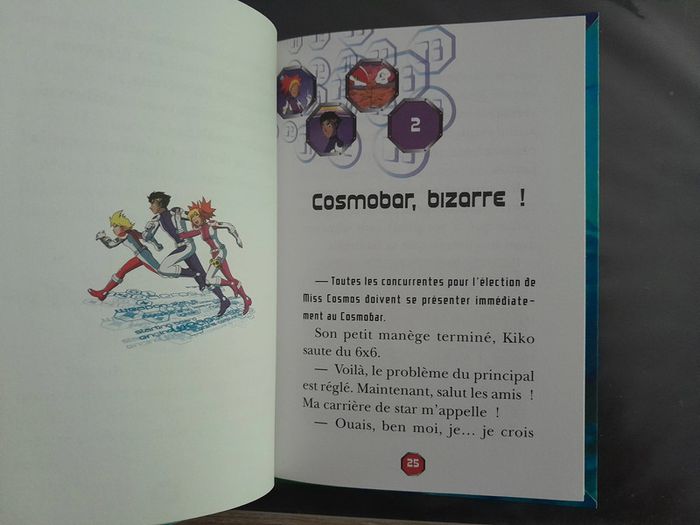 2
Cosmobar, bizarre !
— Toutes les concurrentes pour l'élection de
Miss Cosmos doivent se présenter immédiate-
ment au Cosmobar.
Son petit manège terminé, Kiko
saute du 6x6.
— Voilà, le problème du principal
est réglé. Maintenant, salut les amis !
Ma carrière de star m'appelle !
— Ouais, ben moi, je… je crois
25